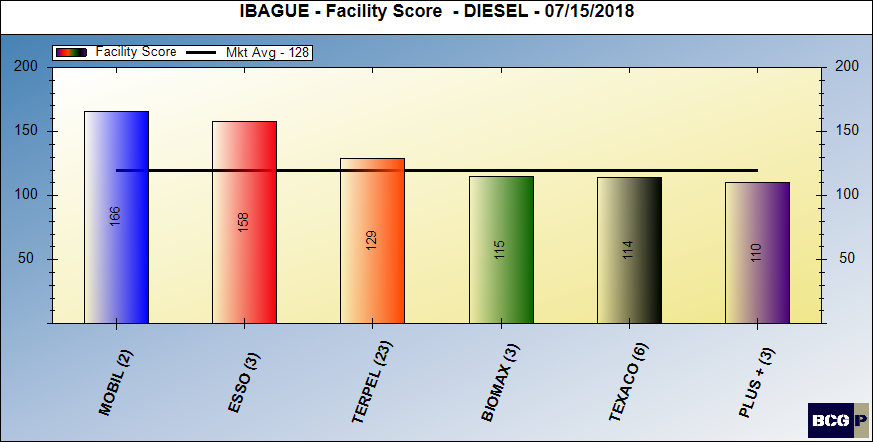 IBAGUE - Facility Score - DIESEL - 07/15/2018
Facility Score Mkt Avg - 128
200 200
150 150
100 100
50 50
166 158 129 115 114 110
MOBIL (2) ESSO (3) TERPEL (23) BIOMAX (3) TEXACO (6) PLUS + (3)
BCG P